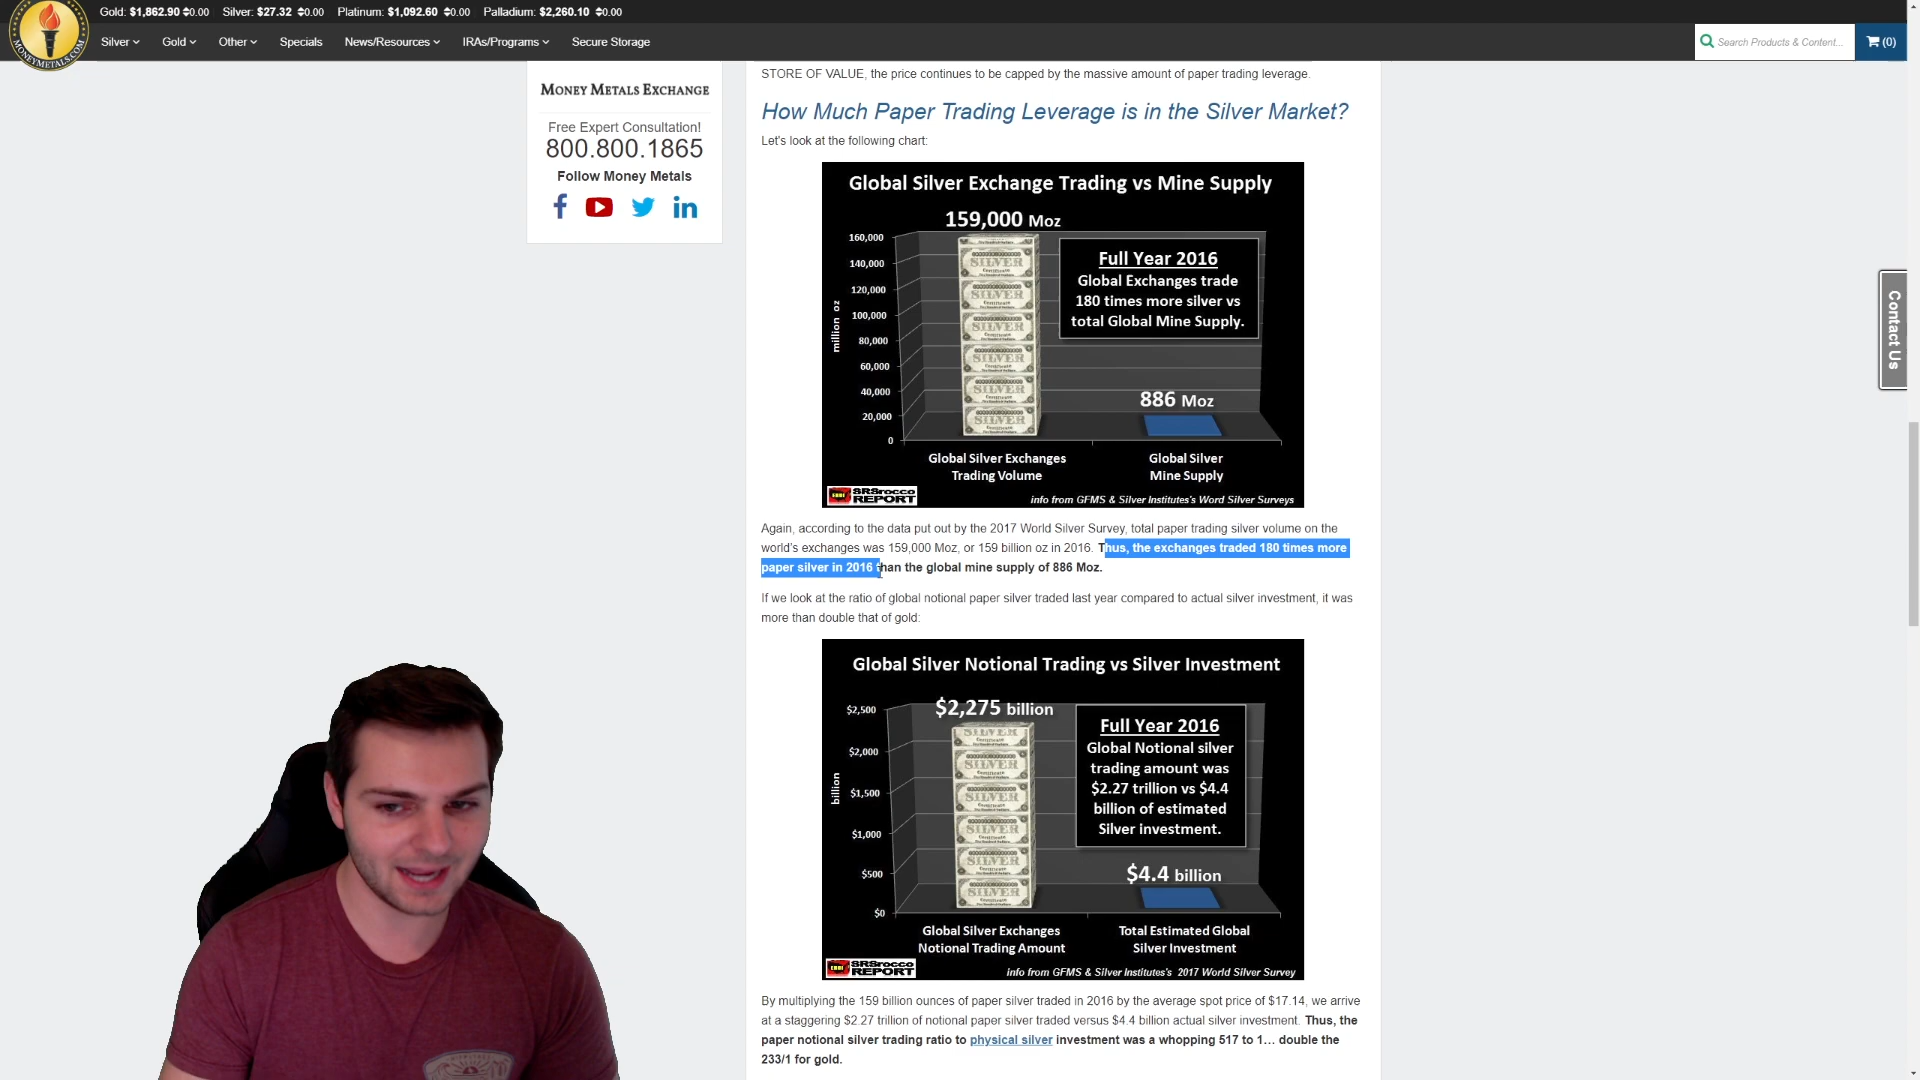 Gold: $1,862.90 0.00 Silver: $27.32 0.00 Platinum: $1,092.60 0.00 Palladium: $2,260.10 0.00
MONEYMETALS.COM
Silver Gold Other Specials News/Resources IRAs/Programs Secure Storage
Search Products & Content...
(0)
MONEY METALS EXCHANGE
Free Expert Consultation!
800.800.1865
Follow Money Metals
Contact Us
STORE OF VALUE, the price continues to be capped by the massive amount of paper trading leverage.
How Much Paper Trading Leverage is in the Silver Market?
Let's look at the following chart:
Global Silver Exchange Trading vs Mine Supply
159,000 Moz
160,000
140,000
120,000
100,000
80,000
60,000
40,000
20,000
0
million oz
SILVER
SILVER
SILVER
SILVER
SILVER
SILVER
Full Year 2016
Global Exchanges trade
180 times more silver vs
total Global Mine Supply.
886 Moz
Global Silver Exchanges
Trading Volume
Global Silver
Mine Supply
SRSrocco
REPORT
info from GFMS & Silver Institutes's Word Silver Surveys
Again, according to the data put out by the 2017 World Silver Survey, total paper trading silver volume on the
world's exchanges was 159,000 Moz, or 159 billion oz in 2016. Thus, the exchanges traded 180 times more
paper silver in 2016 than the global mine supply of 886 Moz.
If we look at the ratio of global notional paper silver traded last year compared to actual silver investment, it was
more than double that of gold:
Global Silver Notional Trading vs Silver Investment
$2,275 billion
$2,500
$2,000
$1,500
$1,000
$500
$0
billion
SILVER
SILVER
SILVER
SILVER
SILVER
SILVER
Full Year 2016
Global Notional silver
trading amount was
$2.27 trillion vs $4.4
billion of estimated
Silver investment.
$4.4 billion
Global Silver Exchanges
Notional Trading Amount
Total Estimated Global
Silver Investment
SRSrocco
REPORT
info from GFMS & Silver Institutes's 2017 World Silver Survey
By multiplying the 159 billion ounces of paper silver traded in 2016 by the average spot price of $17.14, we arrive
at a staggering $2.27 trillion of notional paper silver traded versus $4.4 billion actual silver investment. Thus, the
paper notional silver trading ratio to physical silver investment was a whopping 517 to 1... double the
233/1 for gold.